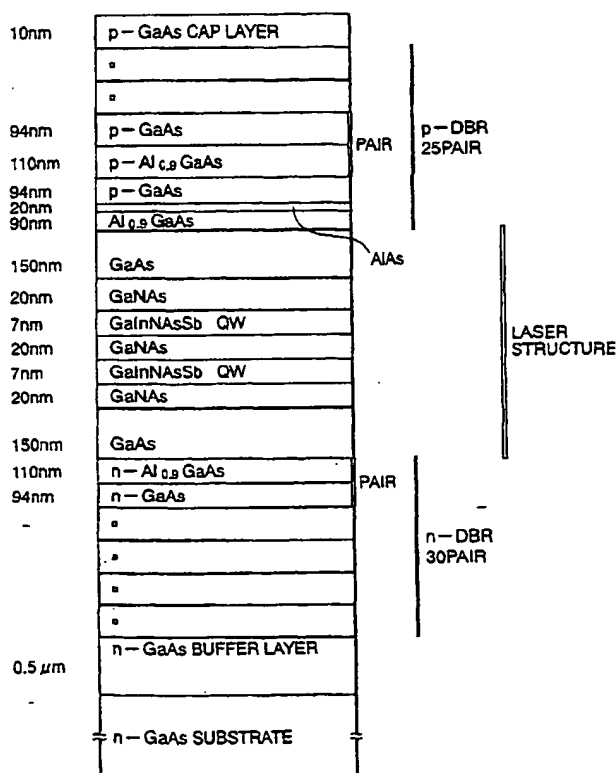 10nm p-GaAs CAP LAYER
94nm p-GaAs
110nm p-Al0.9GaAs
94nm p-GaAs
20nm
90nm Al0.9GaAs
AlAs
PAIR
p-DBR
25PAIR
150nm GaAs
20nm GaNAs
7nm GaInNAsSb QW
20nm GaNAs
7nm GaInNAsSb QW
20nm GaNAs
150nm GaAs
LASER
STRUCTURE
110nm n-Al0.9GaAs
94nm n-GaAs
PAIR
n-DBR
30PAIR
n-GaAs BUFFER LAYER
0.5 μm
n-GaAs SUBSTRATE